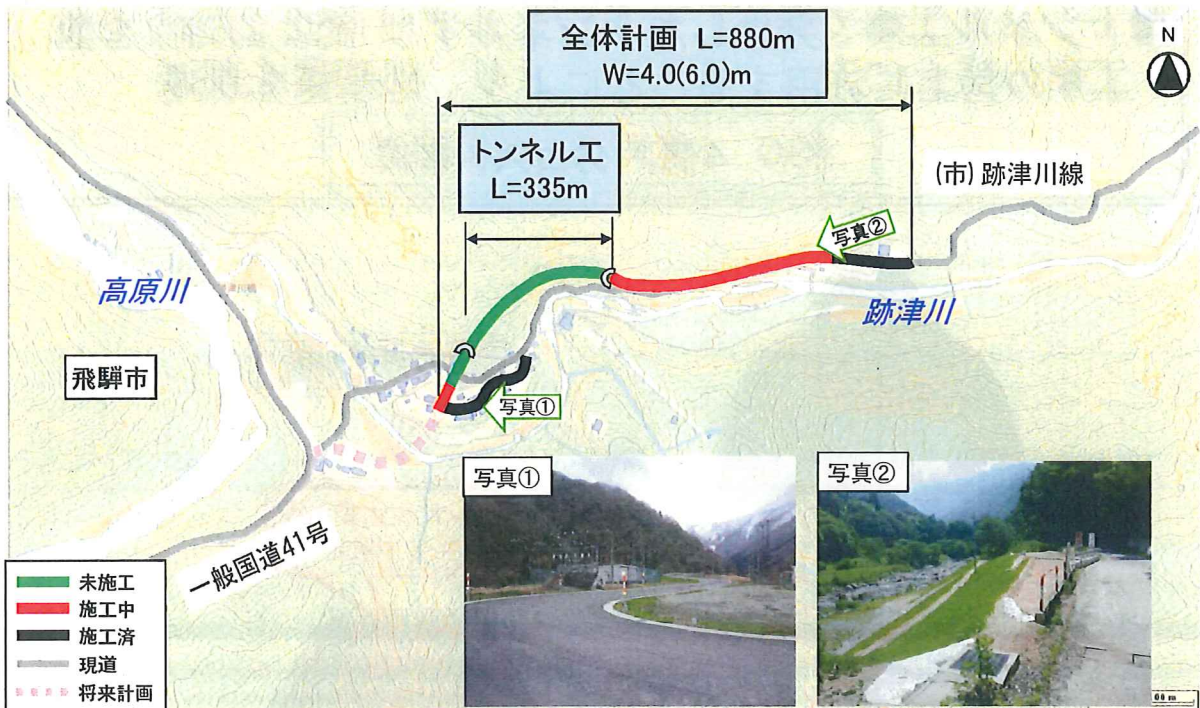 全体計画 L=880m
W=4.0(6.0)m
N
トンネル工
L=335m
(市)跡津川線
写真②
高原川
跡津川
飛騨市
写真①
一般国道41号
写真①
写真②
未施工
施工中
施工済
現道
将来計画